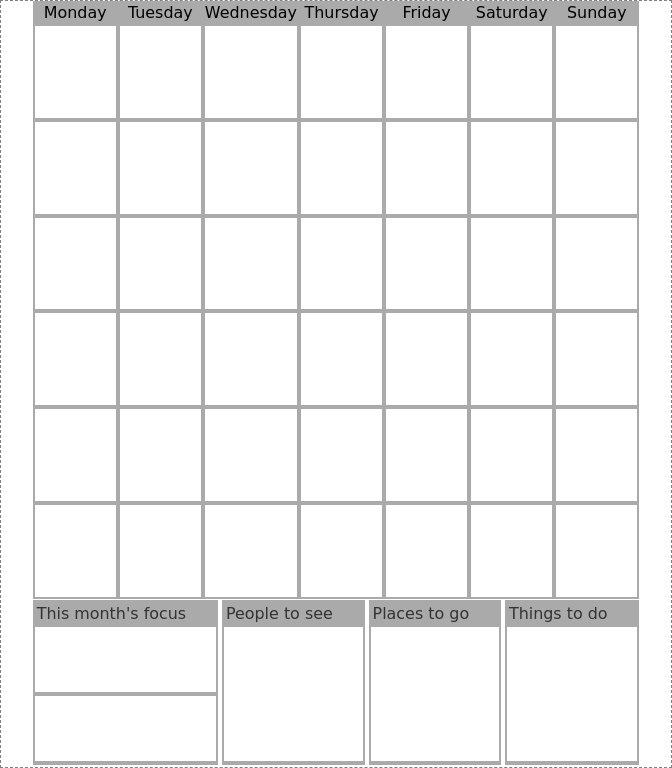 Monday Tuesday Wednesday Thursday Friday Saturday Sunday
This month's focus People to see Places to go Things to do